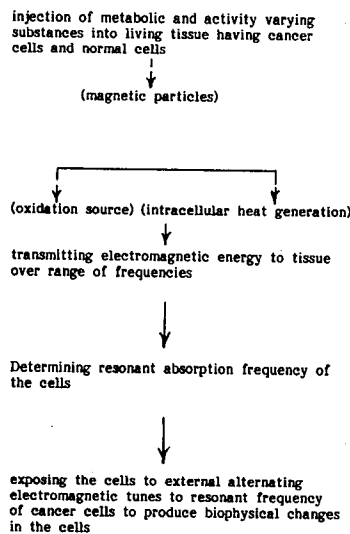 injection of metabolic and activity varying
substances into living tissue having cancer
cells and normal cells
(magnetic particles)
(oxidation source) (intracellular heat generation)
transmitting electromagnetic energy to tissue
over range of frequencies
Determining resonant absorption frequency of
the cells
exposing the cells to external alternating
electromagnetic tunes to resonant frequency
of cancer cells to produce biophysical changes
in the cells